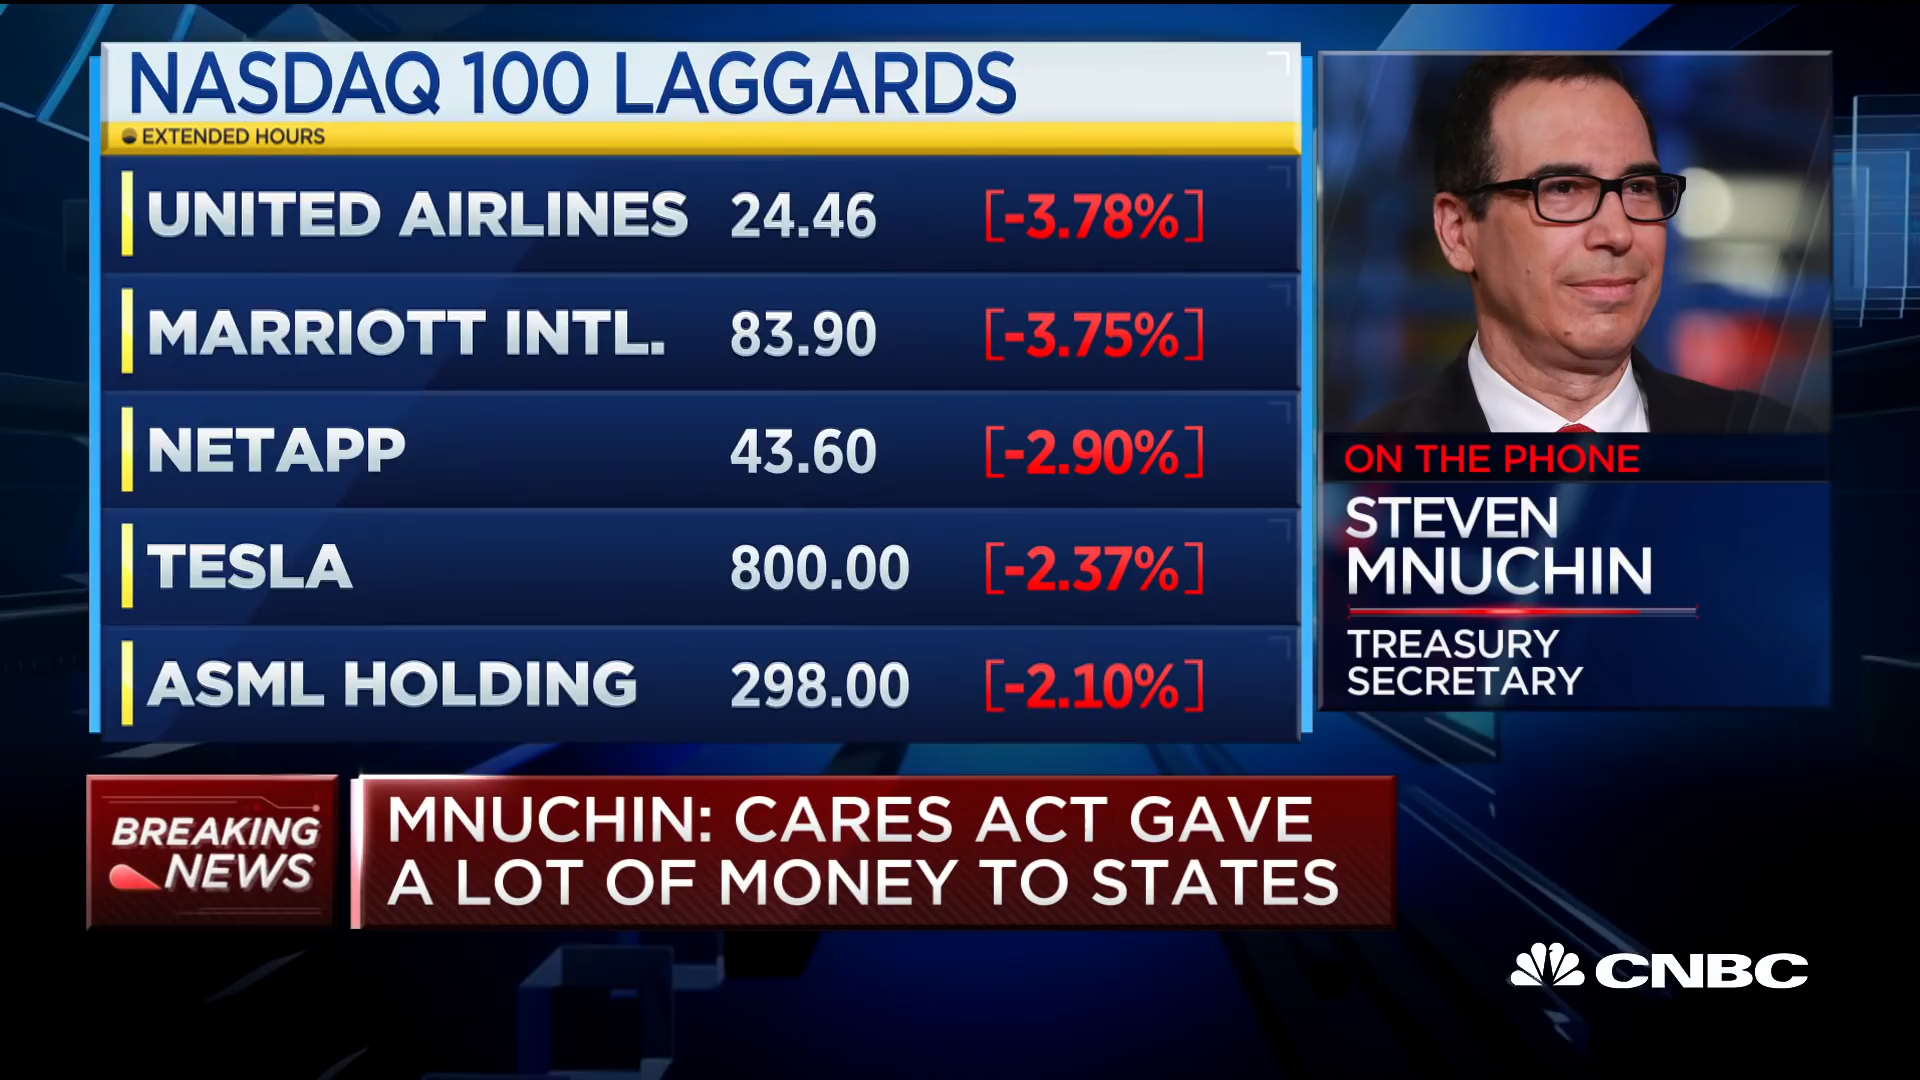 NASDAQ 100 LAGGARDS
EXTENDED HOURS
UNITED AIRLINES 24.46 [-3.78%]
MARRIOTT INTL. 83.90 [-3.75%]
NETAPP 43.60 [-2.90%]
TESLA 800.00 [-2.37%]
ASML HOLDING 298.00 [-2.10%]
ON THE PHONE
STEVEN
MNUCHIN
TREASURY
SECRETARY
BREAKING
NEWS
MNUCHIN: CARES ACT GAVE
A LOT OF MONEY TO STATES
CNBC